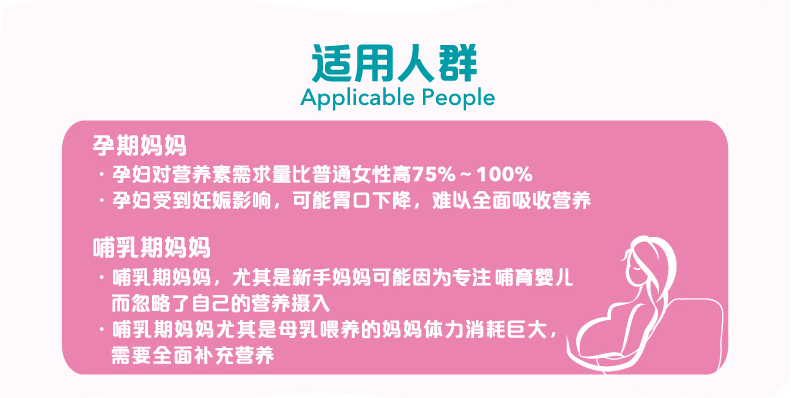 适用人群
Applicable People
孕期妈妈
·孕妇对营养素需求量比普通女性高75%~100%
·孕妇受到妊娠影响，可能胃口下降，难以全面吸收营养
哺乳期妈妈
·哺乳期妈妈，尤其是新手妈妈可能因为专注哺育婴儿
而忽略了自己的营养摄入
·哺乳期妈妈尤其是母乳喂养的妈妈体力消耗巨大，
需要全面补充营养